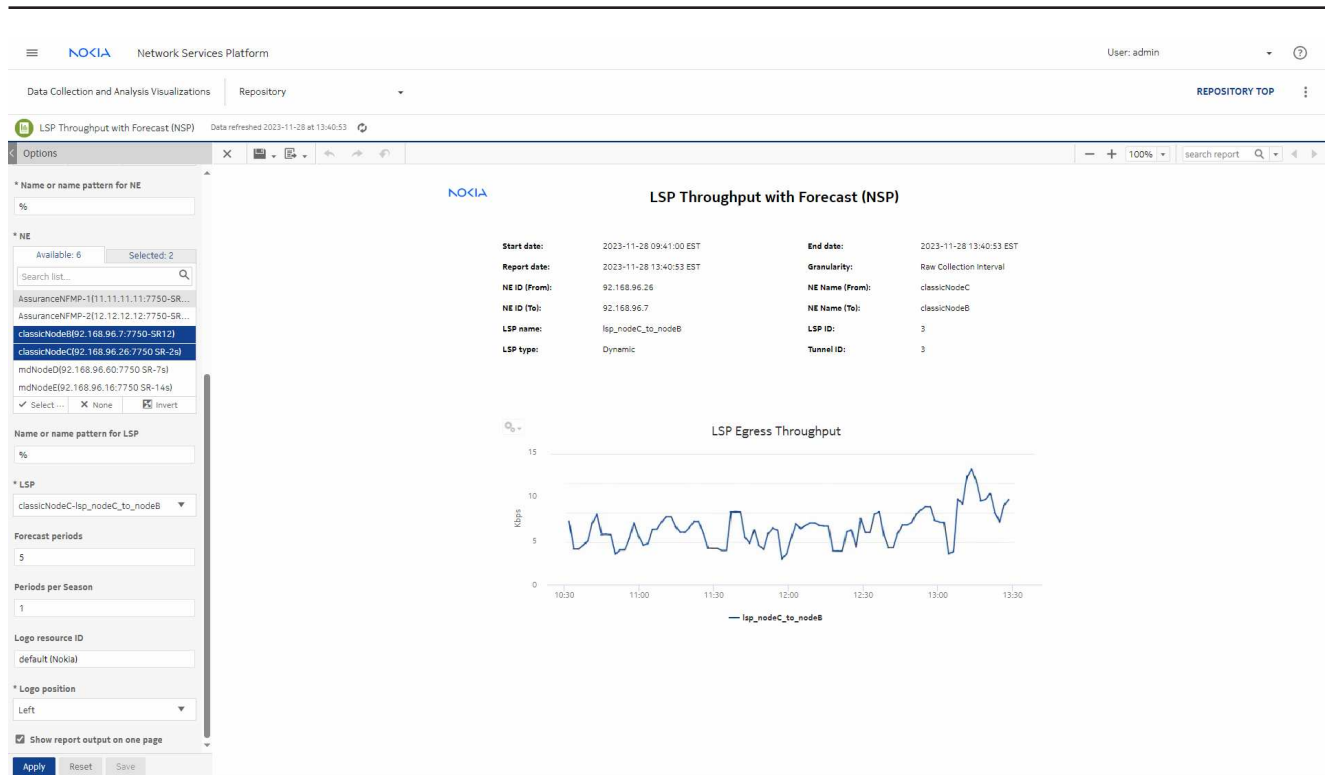 NOKIA Network Services Platform User: admin
Data Collection and Analysis Visualizations Repository REPOSITORY TOP
LSP Throughput with Forecast (NSP) Data refreshed 2023-11-28 at 13:40:53
Options 100% search report
* Name or name pattern for NE
%
* NE
Available: 6 Selected: 2
Search list...
AssuranceNFMP-1(11.11.11.11:7750-SR...
AssuranceNFMP-2(12.12.12.12:7750-SR...
classicNodeB(92.168.96.7:7750-SR12)
classicNodeC(92.168.96.26:7750 SR-2s)
mdNodeD(92.168.96.60:7750 SR-7s)
mdNodeE(92.168.96.16:7750 SR-14s)
Select ... None Invert
Name or name pattern for LSP
%
* LSP
classicNodeC-lsp_nodeC_to_nodeB
Forecast periods
5
Periods per Season
1
Logo resource ID
default (Nokia)
* Logo position
Left
Show report output on one page
Apply Reset Save
NOKIA LSP Throughput with Forecast (NSP)
Start date: 2023-11-28 09:41:00 EST End date: 2023-11-28 13:40:53 EST
Report date: 2023-11-28 13:40:53 EST Granularity: Raw Collection Interval
NE ID (From): 92.168.96.26 NE Name (From): classicNodeC
NE ID (To): 92.168.96.7 NE Name (To): classicNodeB
LSP name: lsp_nodeC_to_nodeB LSP ID: 3
LSP type: Dynamic Tunnel ID: 3
LSP Egress Throughput
15
10
Kbps
5
0
10:30 11:00 11:30 12:00 12:30 13:00 13:30
lsp_nodeC_to_nodeB